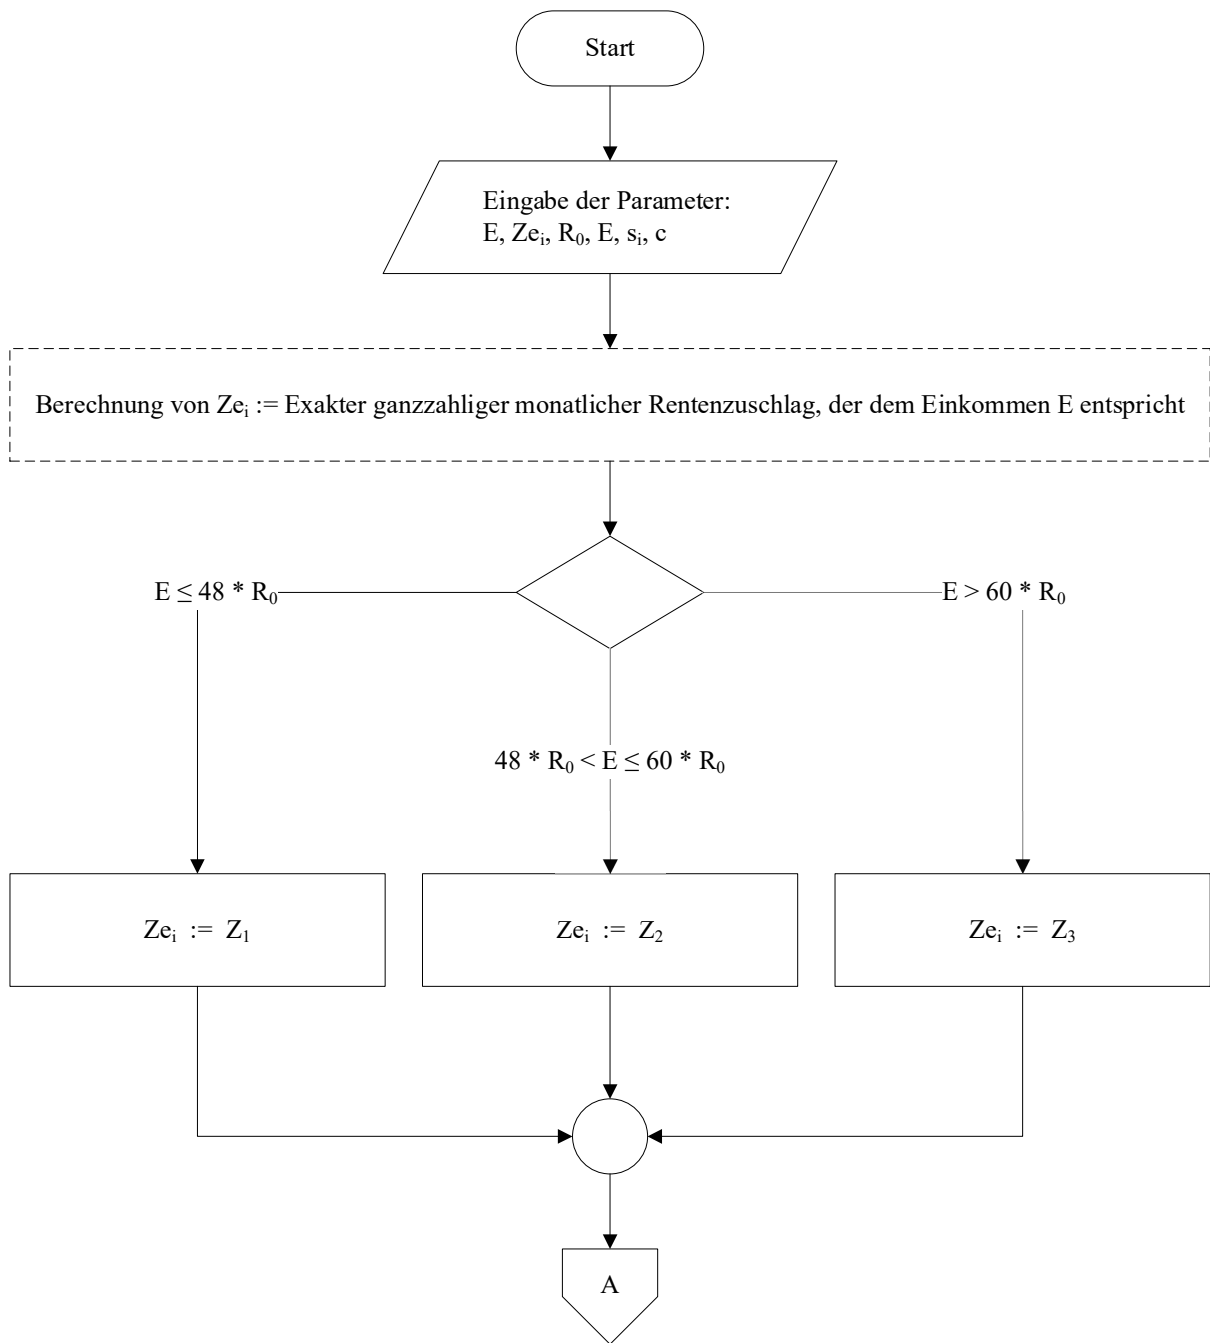 Start
Eingabe der Parameter:
E, Zeᵢ, R₀, E, sᵢ, c
Berechnung von Zeᵢ := Exakter ganzzahliger monatlicher Rentenzuschlag, der dem Einkommen E entspricht
E ≤ 48 * R₀
E > 60 * R₀
48 * R₀ < E ≤ 60 * R₀
Zeᵢ := Z₁
Zeᵢ := Z₂
Zeᵢ := Z₃
A